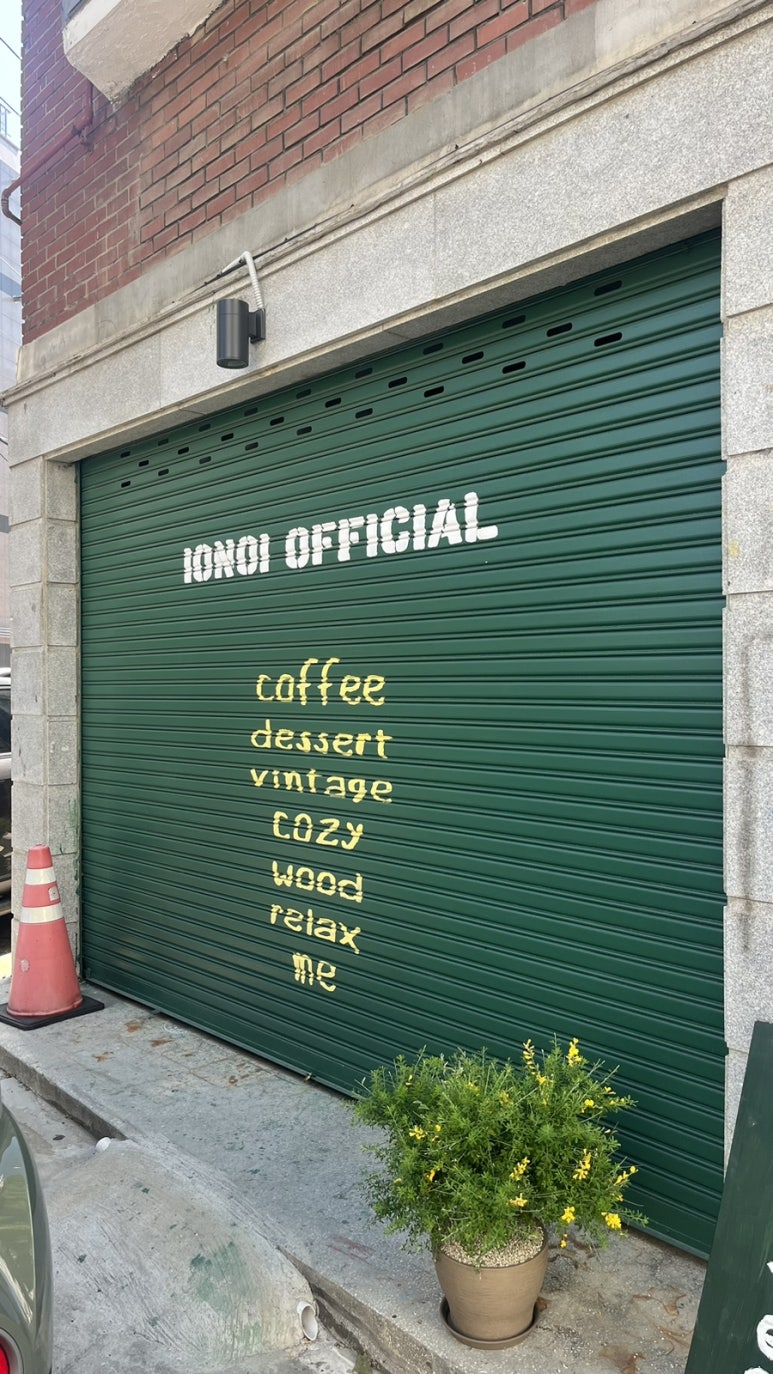 IONOI OFFICIAL
coffee
dessert
vintage
cozy
wood
relax
me